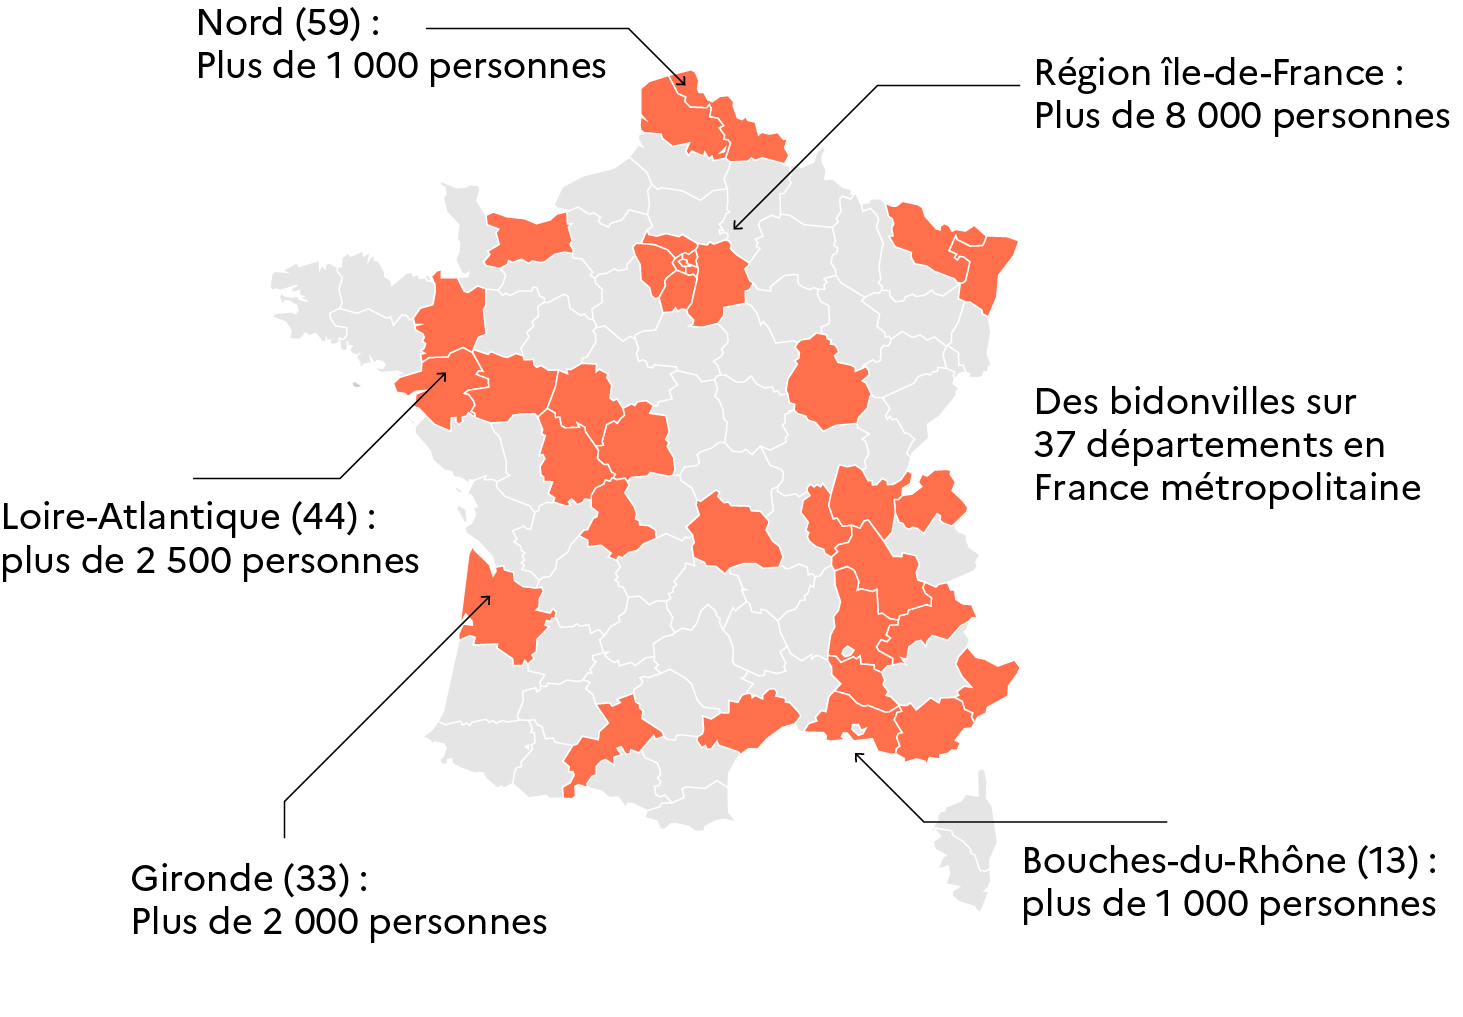 Nord (59) :
Plus de 1 000 personnes
Région île-de-France :
Plus de 8 000 personnes
Des bidonvilles sur
37 départements en
France métropolitaine
Loire-Atlantique (44) :
plus de 2 500 personnes
Gironde (33) :
Plus de 2 000 personnes
Bouches-du-Rhône (13) :
plus de 1 000 personnes